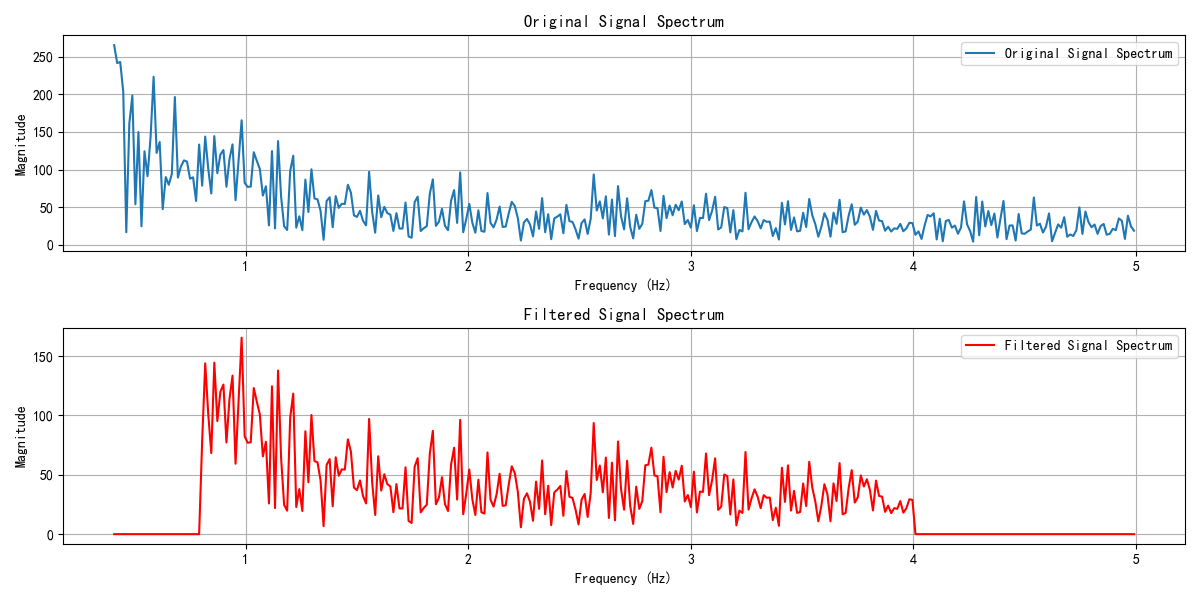 Original Signal Spectrum
Original Signal Spectrum
Magnitude
250
200
150
100
50
0
1
2
3
4
5
Frequency (Hz)
Filtered Signal Spectrum
Filtered Signal Spectrum
Magnitude
150
100
50
0
1
2
3
4
5
Frequency (Hz)